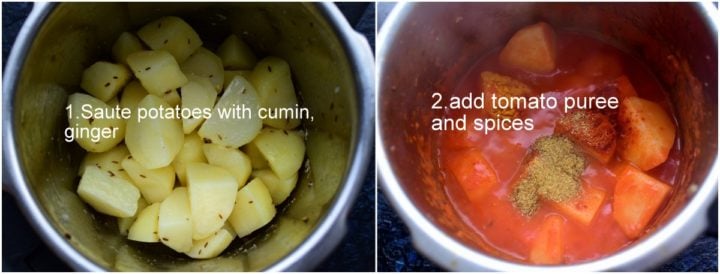 1.Saute potatoes with cumin,
ginger
2.add tomato puree
and spices